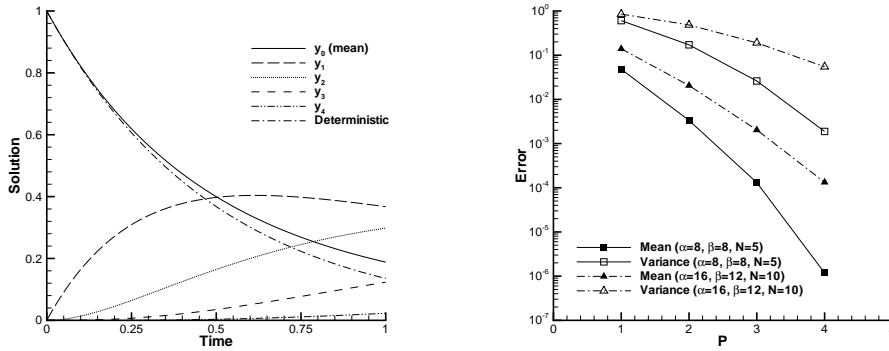 1
0.8
0.6
0.4
0.2
0
Solution
0
0.25
0.5
0.75
1
Time
y0 (mean)
y1
y2
y3
y4
Deterministic
10^0
10^-1
10^-2
10^-3
10^-4
10^-5
10^-6
10^-7
Error
0
1
2
3
4
P
Mean (α=8, β=8, N=5)
Variance (α=8, β=8, N=5)
Mean (α=16, β=12, N=10)
Variance (α=16, β=12, N=10)